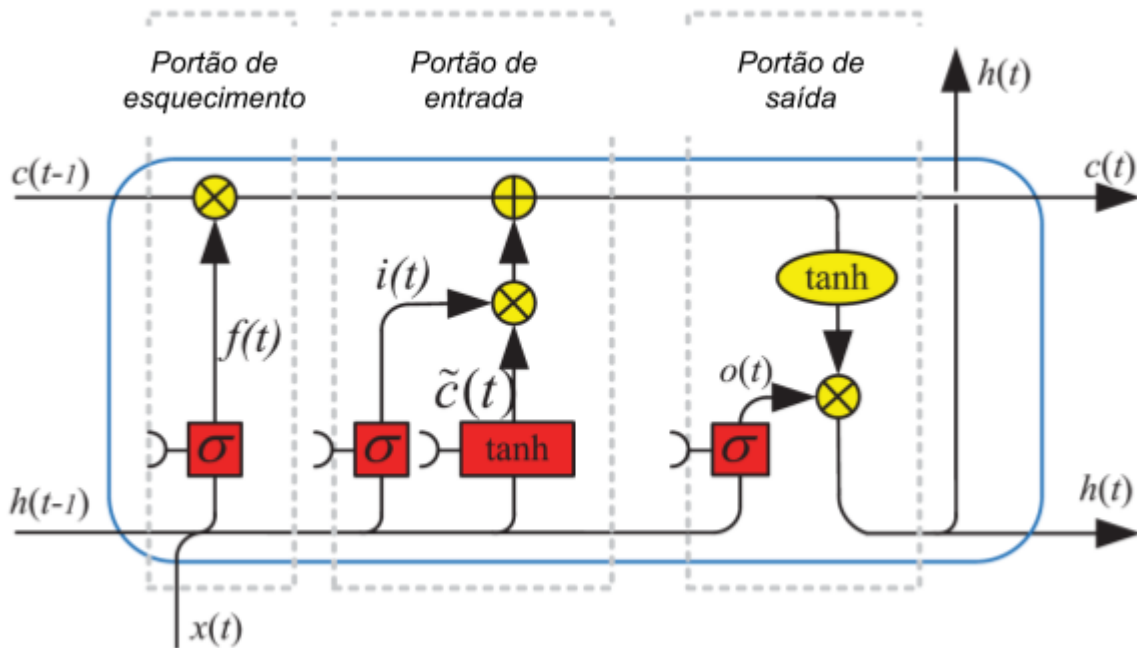 Portão de
esquecimento
Portão de
entrada
Portão de
saída
h(t)
c(t-1)
c(t)
tanh
i(t)
f(t)
c̃(t)
o(t)
σ
σ
tanh
σ
h(t-1)
h(t)
x(t)